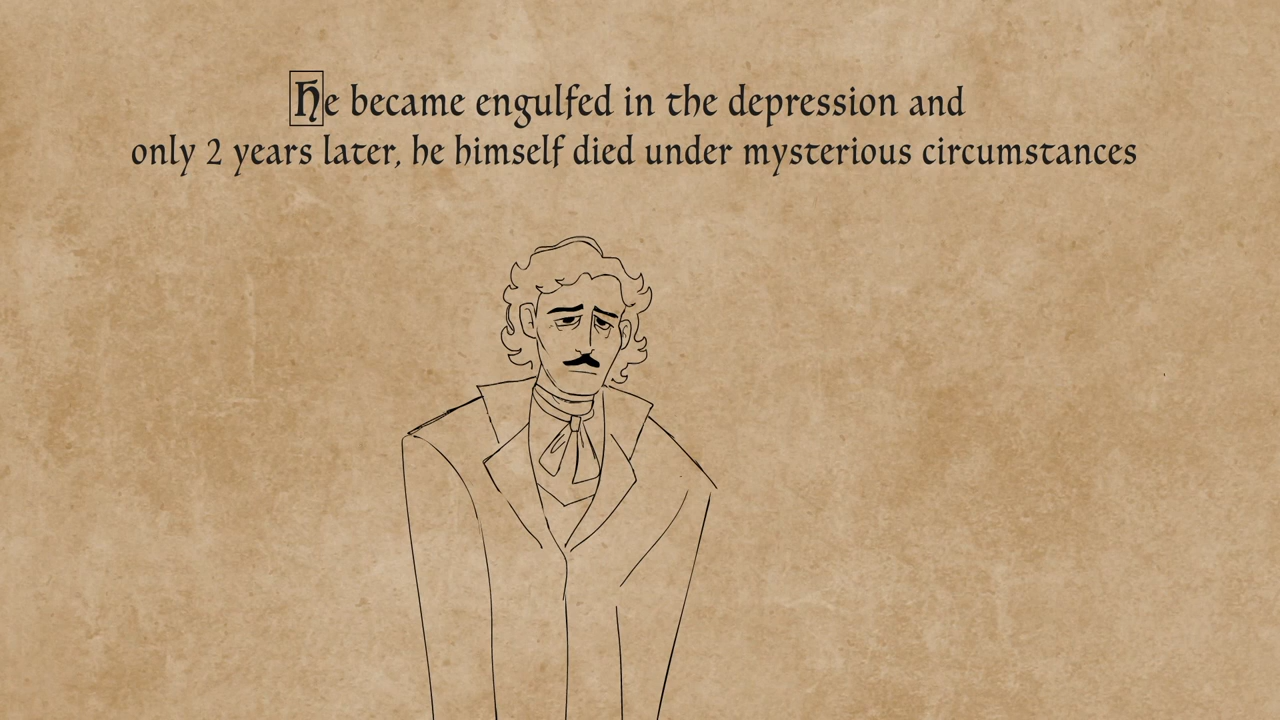 He became engulfed in the depression and
only 2 years later, he himself died under mysterious circumstances